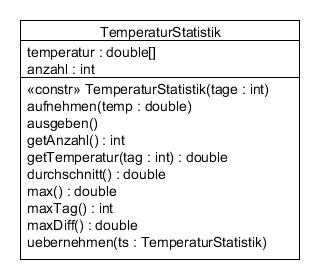 TemperaturStatistik
temperatur : double[]
anzahl : int
«constr» TemperaturStatistik(tage : int)
aufnehmen(temp : double)
ausgeben()
getAnzahl() : int
getTemperatur(tag : int) : double
durchschnitt() : double
max() : double
maxTag() : int
maxDiff() : double
uebernehmen(ts : TemperaturStatistik)